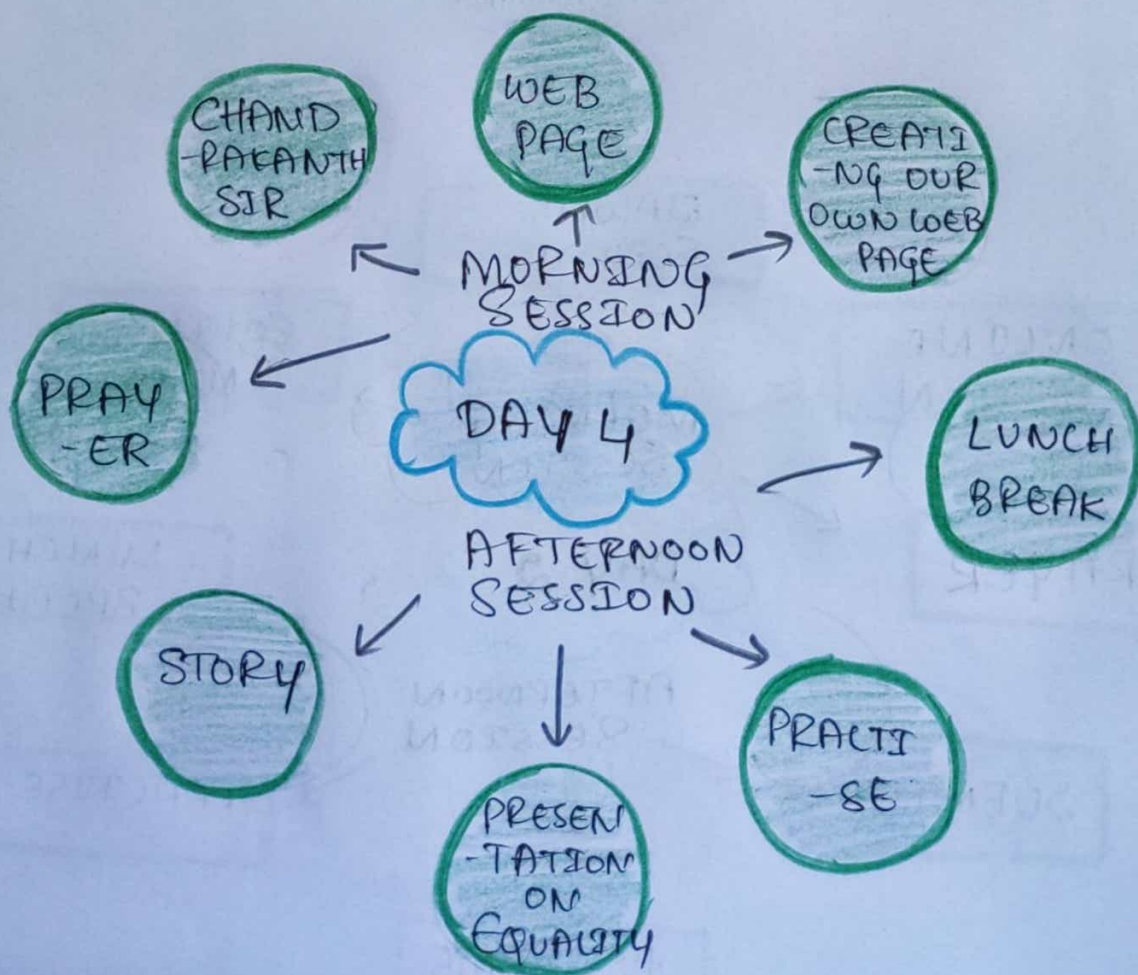 WEB
PAGE
CHAND
-RAKANTH
SIR
CREATI
-NG OUR
OWN WEB
PAGE
MORNING
SESSION
PRAY
-ER
DAY 4
LUNCH
BREAK
AFTERNOON
SESSION
STORY
PRACTI
-SE
PRESEN
-TATION
ON
EQUALITY